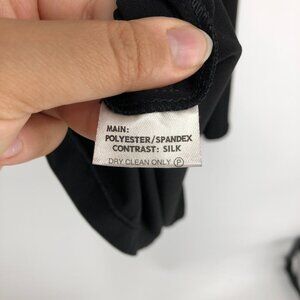 MAIN:
POLYESTER/SPANDEX
CONTRAST: SILK
DRY CLEAN ONLY Ⓟ